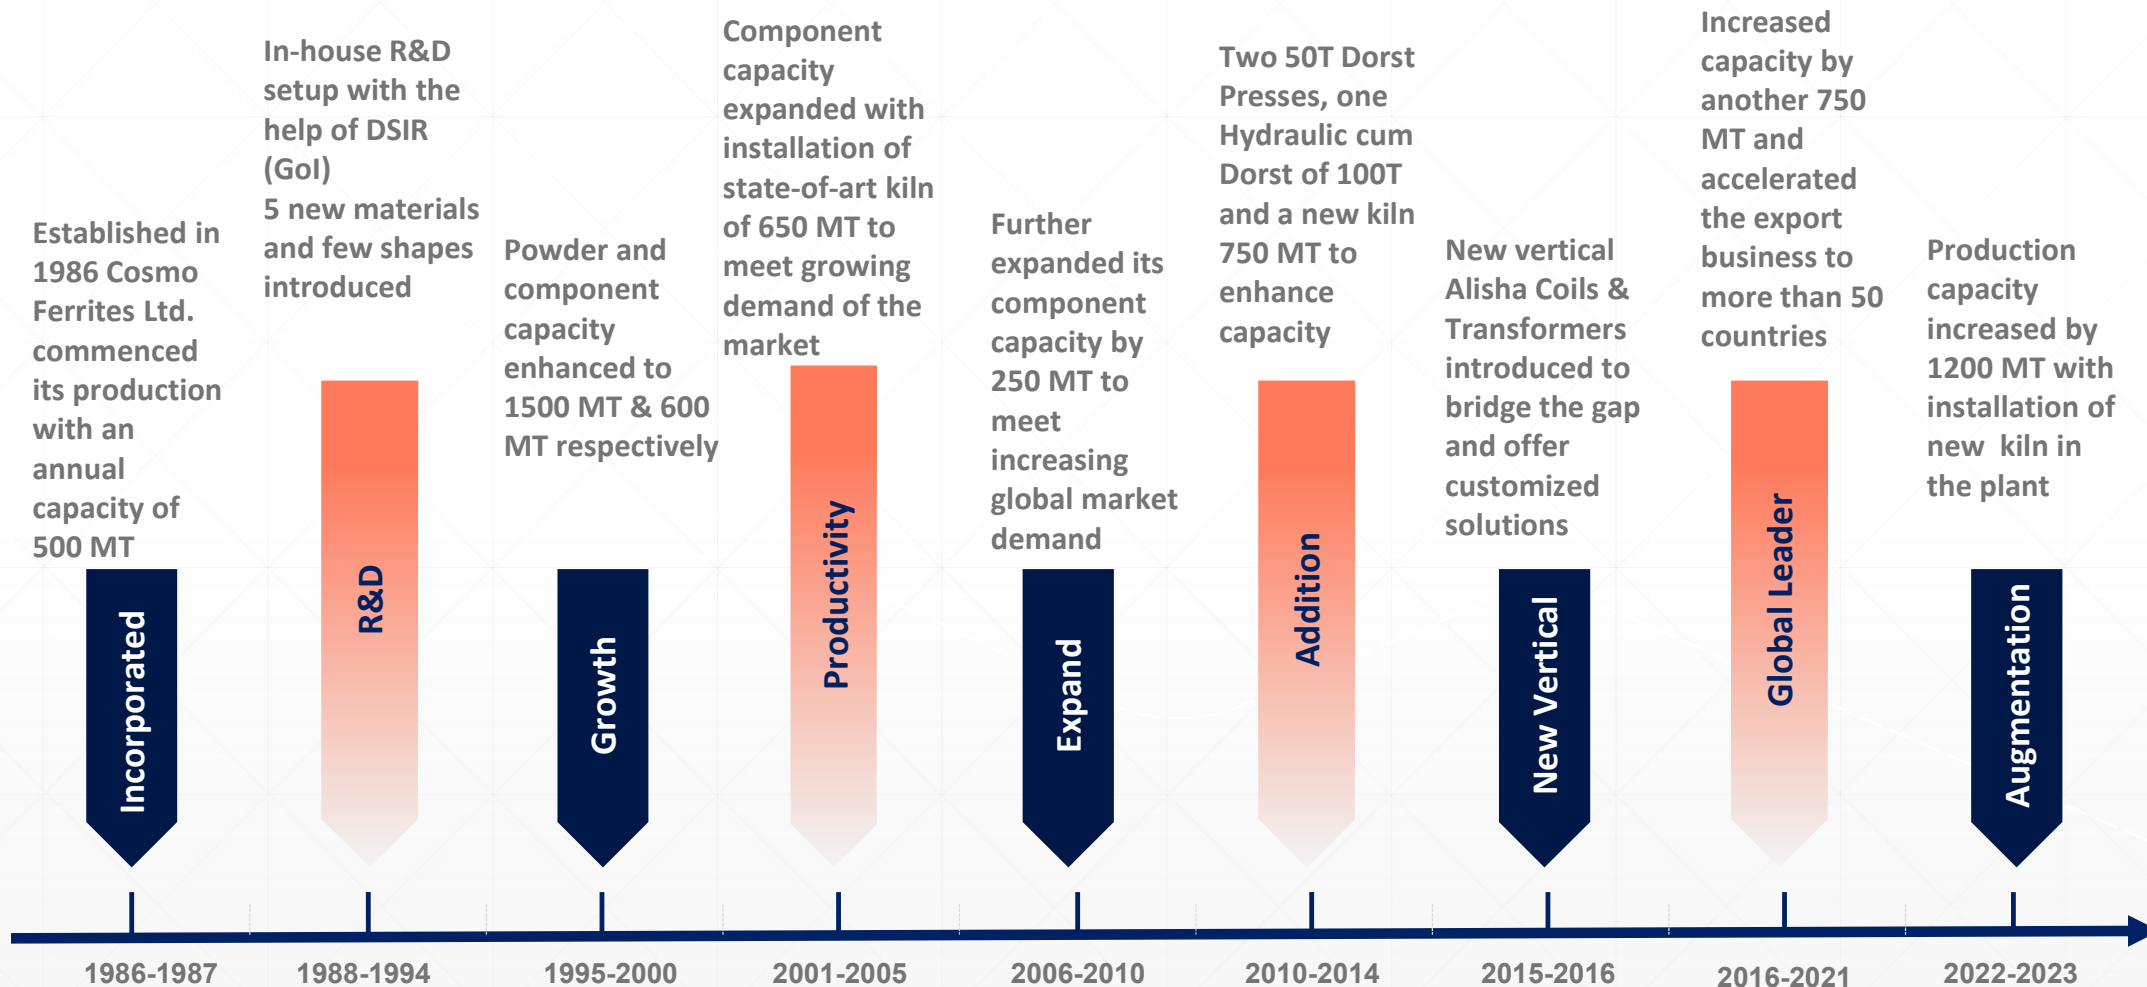 Established in
1986 Cosmo
Ferrites Ltd.
commenced
its production
with an
annual
capacity of
500 MT
Incorporated
1986-1987
In-house R&D
setup with the
help of DSIR
(GoI)
5 new materials
and few shapes
introduced
R&D
1988-1994
Powder and
component
capacity
enhanced to
1500 MT & 600
MT respectively
Growth
1995-2000
Component
capacity
expanded with
installation of
state-of-art kiln
of 650 MT to
meet growing
demand of the
market
Productivity
2001-2005
Further
expanded its
component
capacity by
250 MT to
meet
increasing
global market
demand
Expand
2006-2010
Two 50T Dorst
Presses, one
Hydraulic cum
Dorst of 100T
and a new kiln
750 MT to
enhance
capacity
Addition
2010-2014
New vertical
Alisha Coils &
Transformers
introduced to
bridge the gap
and offer
customized
solutions
New Vertical
2015-2016
Increased
capacity by
another 750
MT and
accelerated
the export
business to
more than 50
countries
Global Leader
2016-2021
Production
capacity
increased by
1200 MT with
installation of
new kiln in
the plant
Augmentation
2022-2023